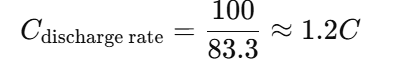 C_discharge rate = 100/83.3 ≈ 1.2C